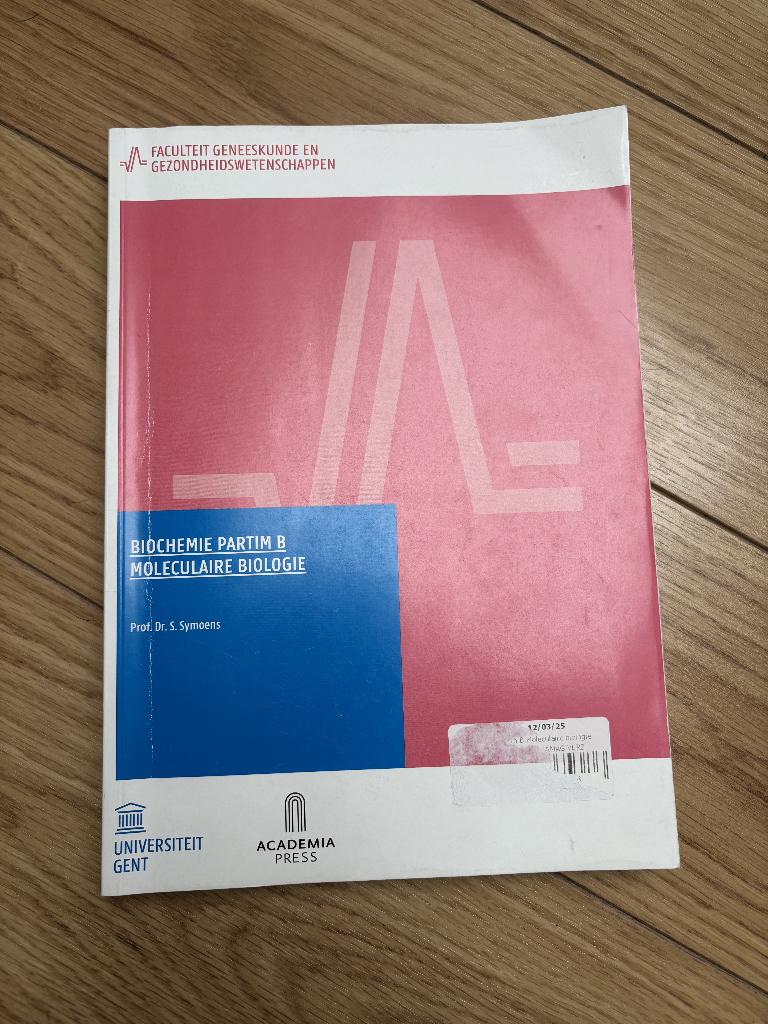 FACULTEIT GENEESKUNDE EN
GEZONDHEIDSWETENSCHAPPEN
BIOCHEMIE PARTIM B
MOLECULAIRE BIOLOGIE
Prof. Dr. S. Symoens
12/03/25
B Moleculaire biologie
A
UNIVERSITEIT
GENT
ACADEMIA
PRESS